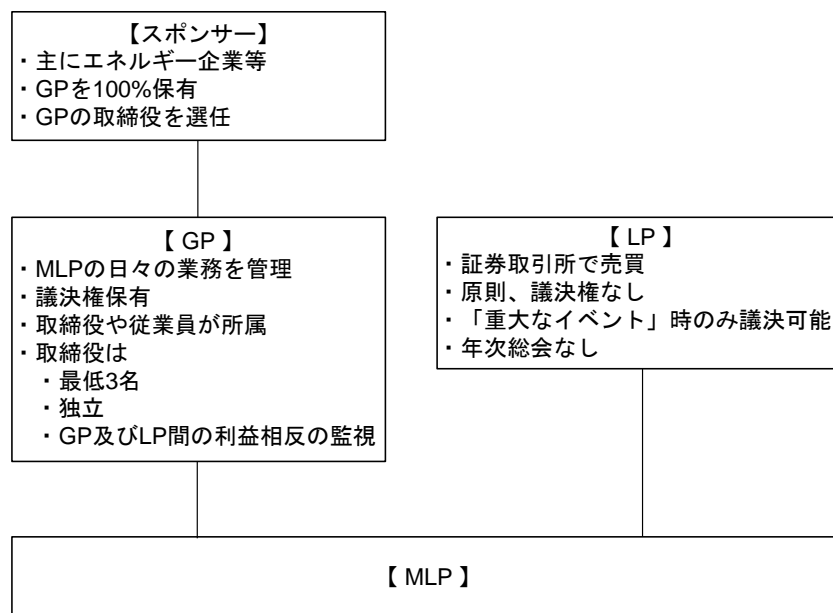 【スポンサー】
・主にエネルギー企業等
・GPを100%保有
・GPの取締役を選任
【 GP 】
・MLPの日々の業務を管理
・議決権保有
・取締役や従業員が所属
・取締役は
・最低3名
・独立
・GP及びLP間の利益相反の監視
【 LP 】
・証券取引所で売買
・原則、議決権なし
・「重大なイベント」時のみ議決可能
・年次総会なし
【 MLP 】